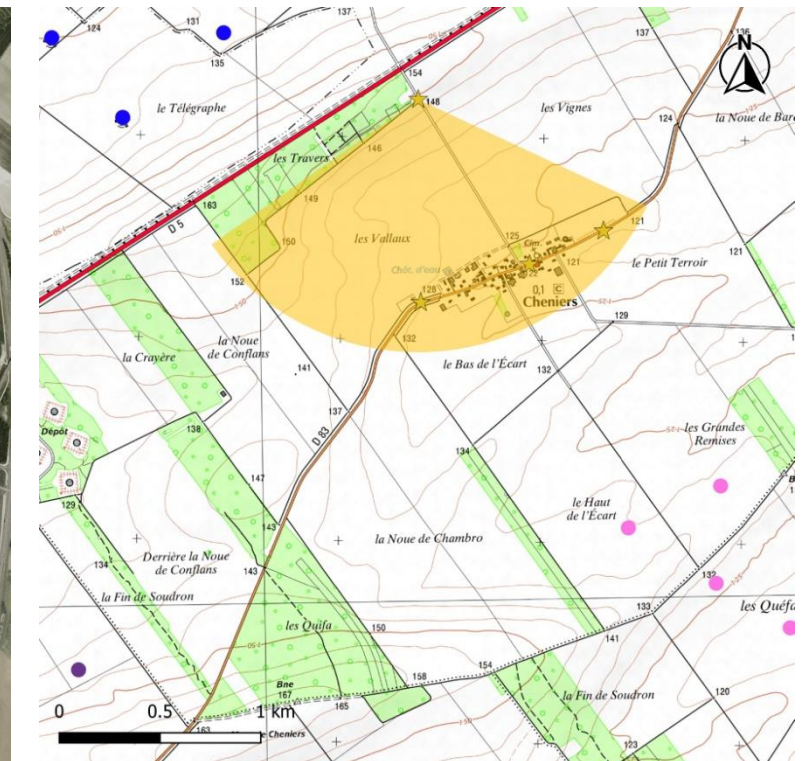 124
131
135
137
137
136
N
154
148
le Télégraphe
les Vignes
124
la Noue de Bar
les Travers
146
163
149
D 5
les Vallaux
150
125
Cim.
121
121
le Petit Terroir
121
152
Chât. d'eau
128
0,1
C
Cheniers
la Crayère
la Noue
de Conflans
132
le Bas de l'Écart
129
141
132
137
D 83
138
Dépôt
134
les Grandes
Remises
147
129
le Haut
de l'Écart
143
la Noue de Chambro
134
Derrière la Noue
de Conflans
143
133
132
la Fin de Soudron
les Quéfa
les Quifa
150
141
154
Bne
158
167
165
la Fin de Soudron
120
163
de Cheniers
123
0
0.5
1 km